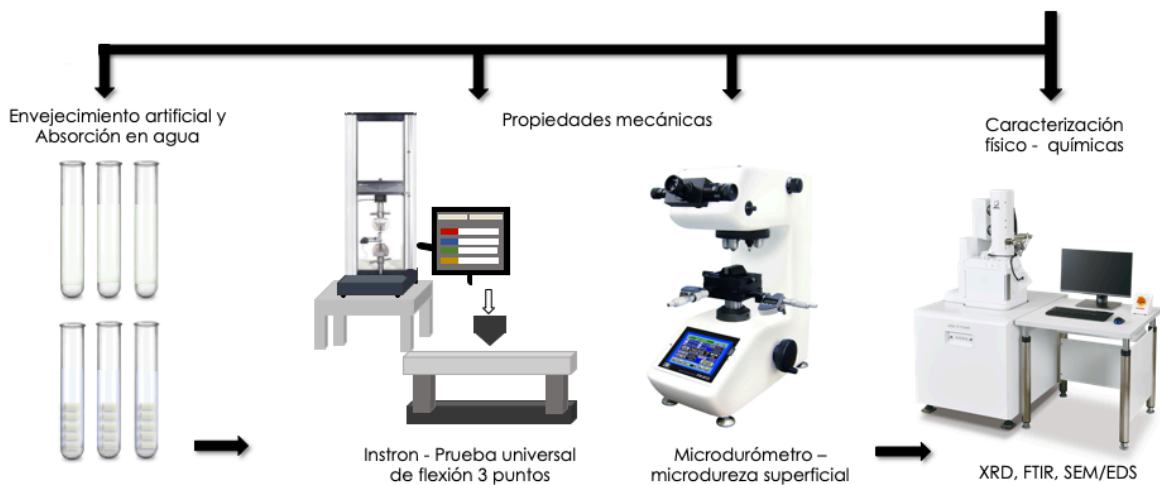 Envejecimiento artificial y
Absorción en agua
Propiedades mecánicas
Caracterización
físico - químicas
Instron - Prueba universal
de flexión 3 puntos
Microdurómetro –
microdureza superficial
XRD, FTIR, SEM/EDS